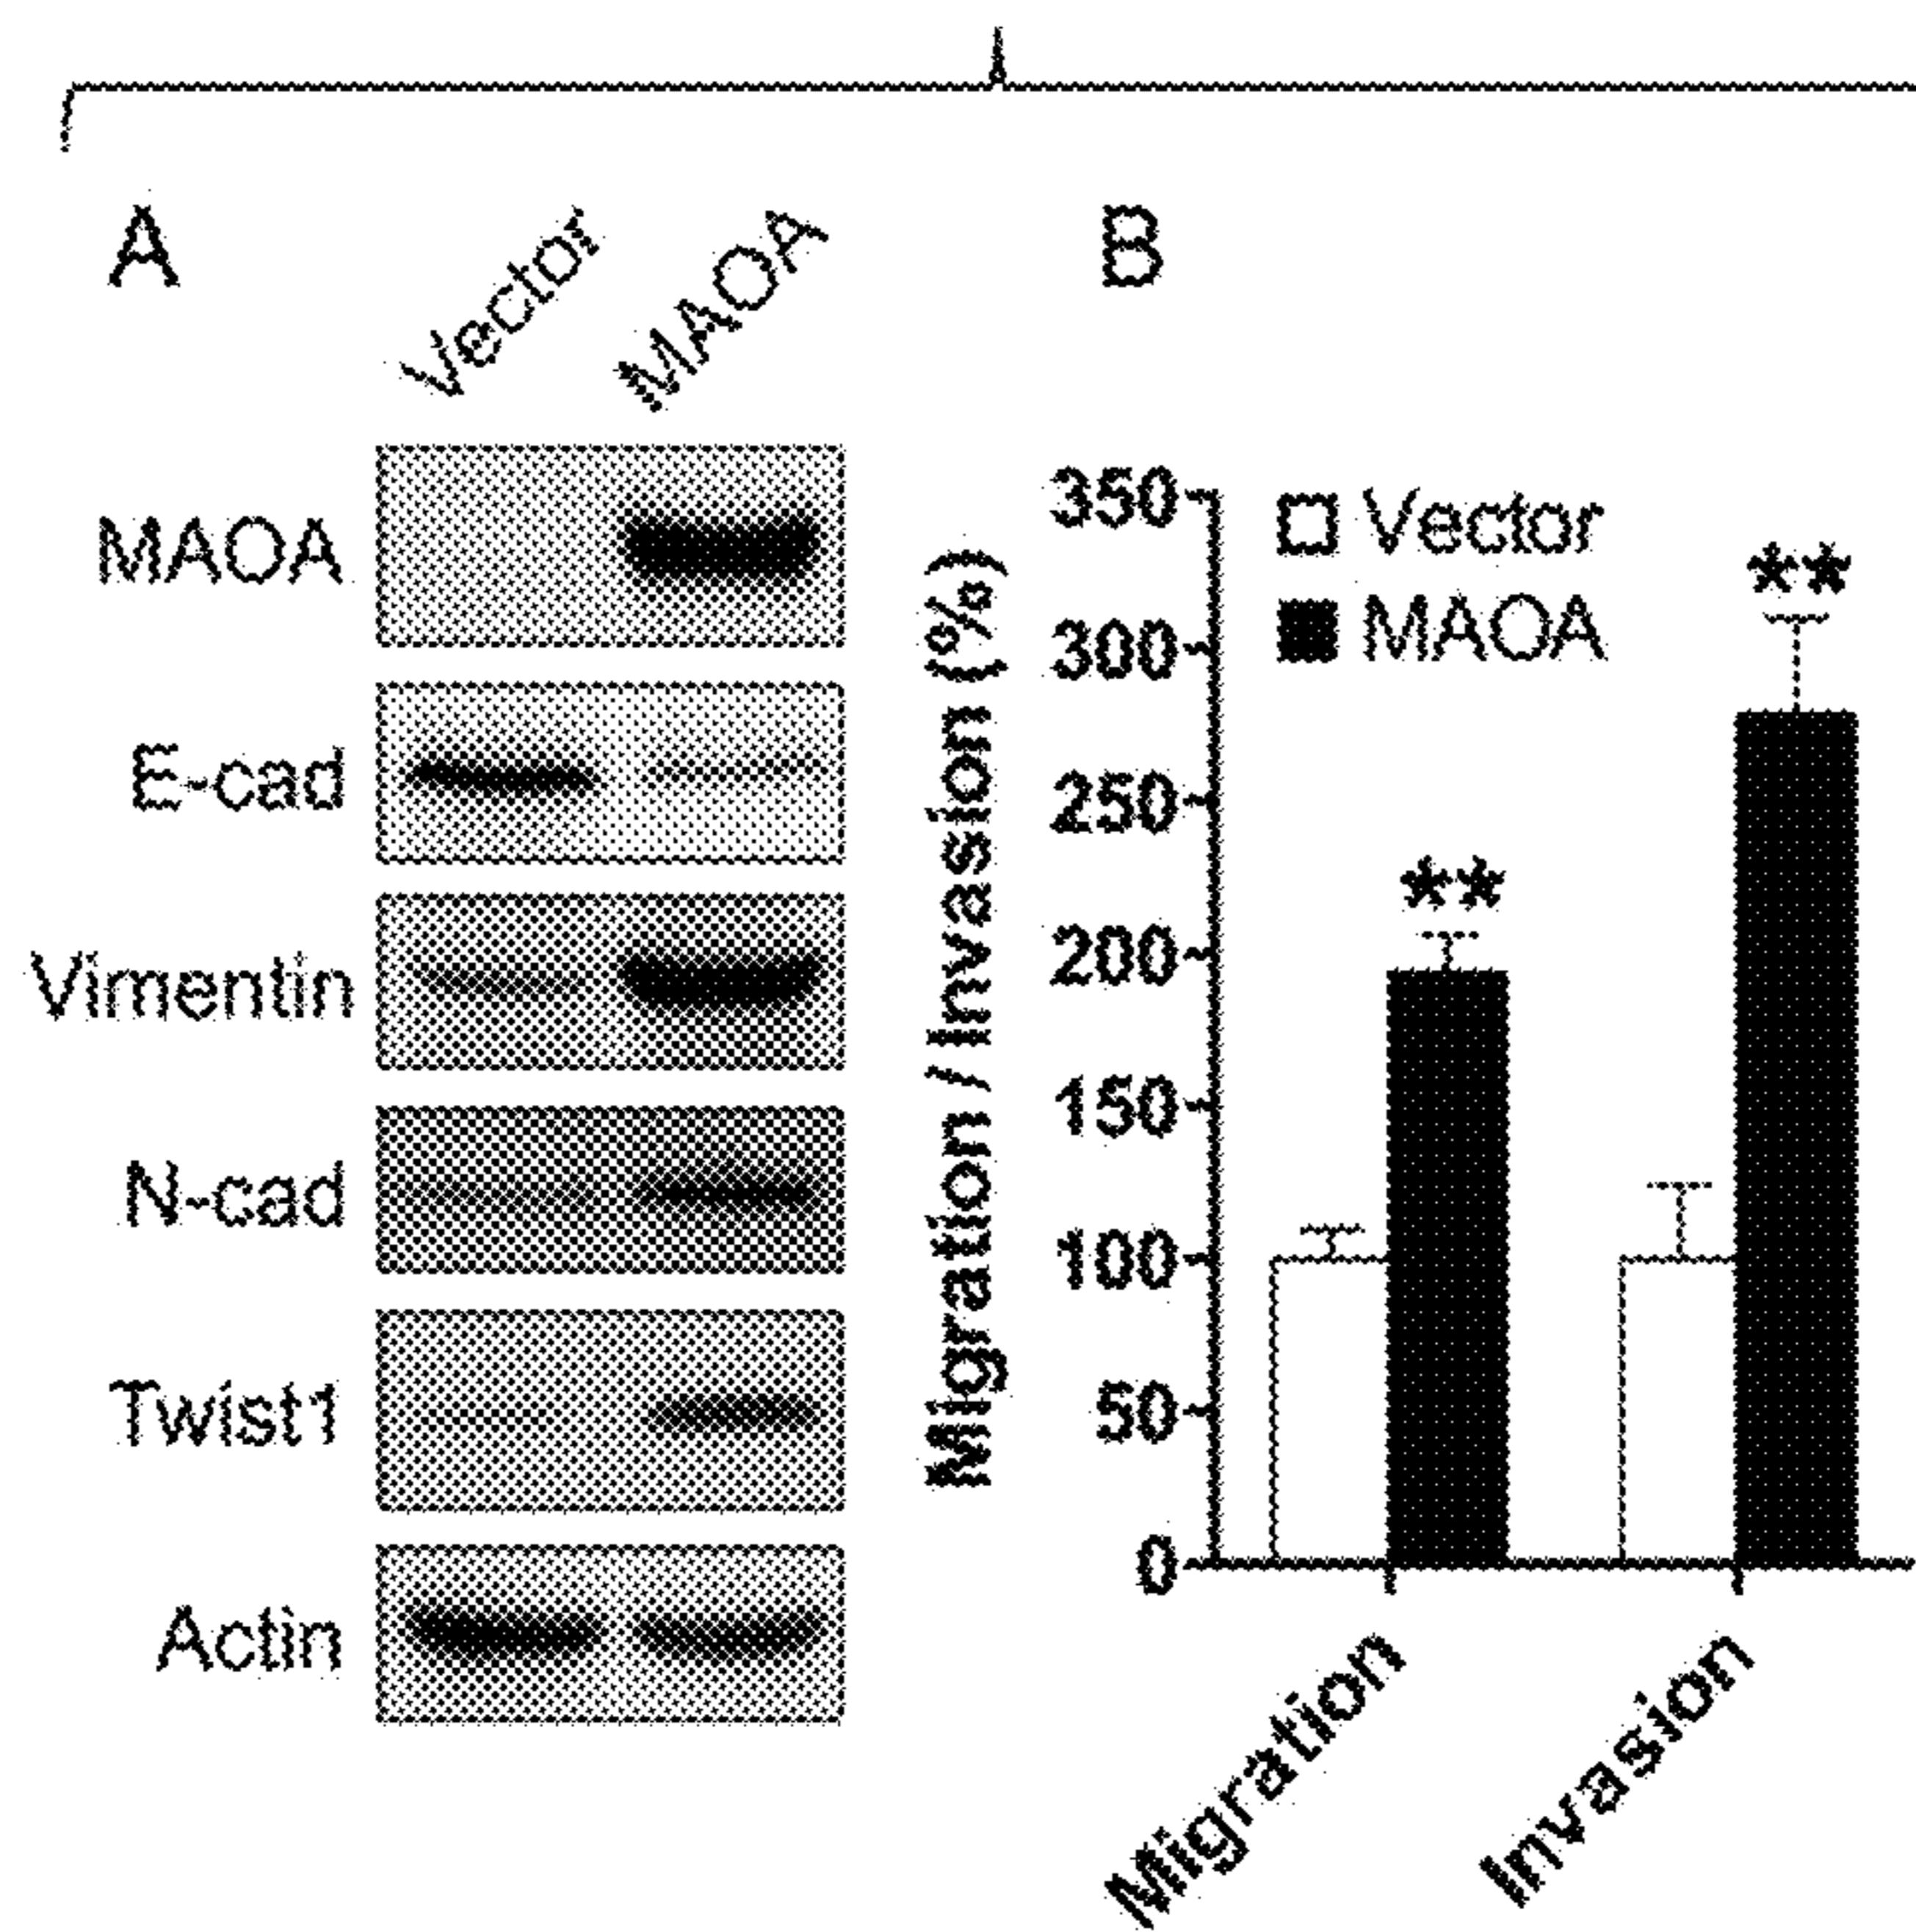 A
Vector
MAOA
MAOA
E-cad
Vimentin
N-cad
Twist1
Actin
B
Migration / Invasion (%)
350
300
250
200
150
100
50
0
Vector
MAOA
**
**
Migration
Invasion